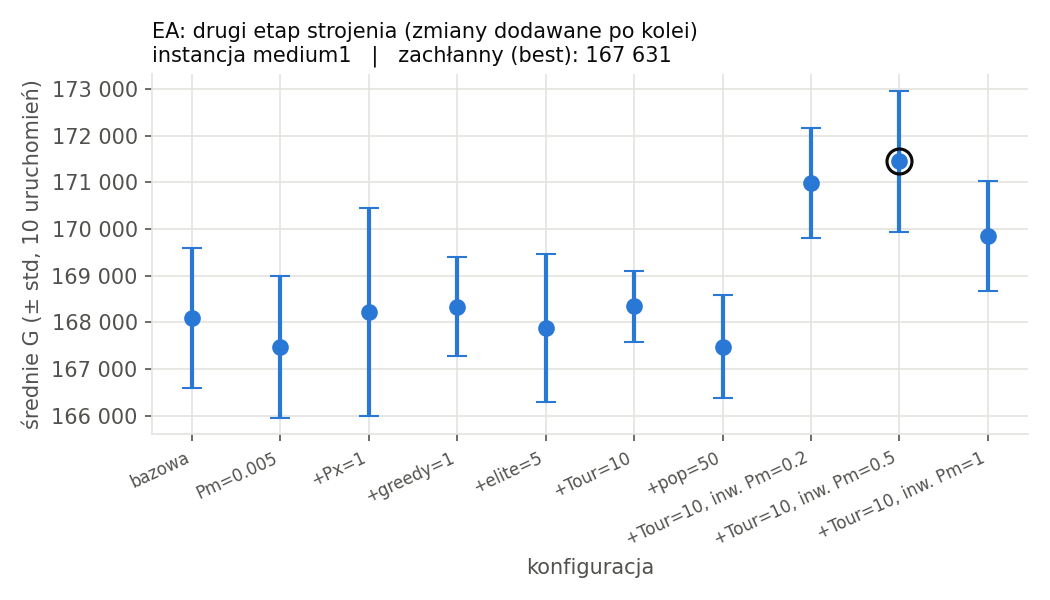 EA: drugi etap strojenia (zmiany dodawane po kolei)
instancja medium1 | zachłanny (best): 167 631
średnie G (± std, 10 uruchomień)
173 000
172 000
171 000
170 000
169 000
168 000
167 000
166 000
bazowa
Pm=0.005
+Px=1
+greedy=1
+elite=5
+Tour=10
+pop=50
+Tour=10, inw. Pm=0.2
+Tour=10, inw. Pm=0.5
+Tour=10, inw. Pm=1
konfiguracja